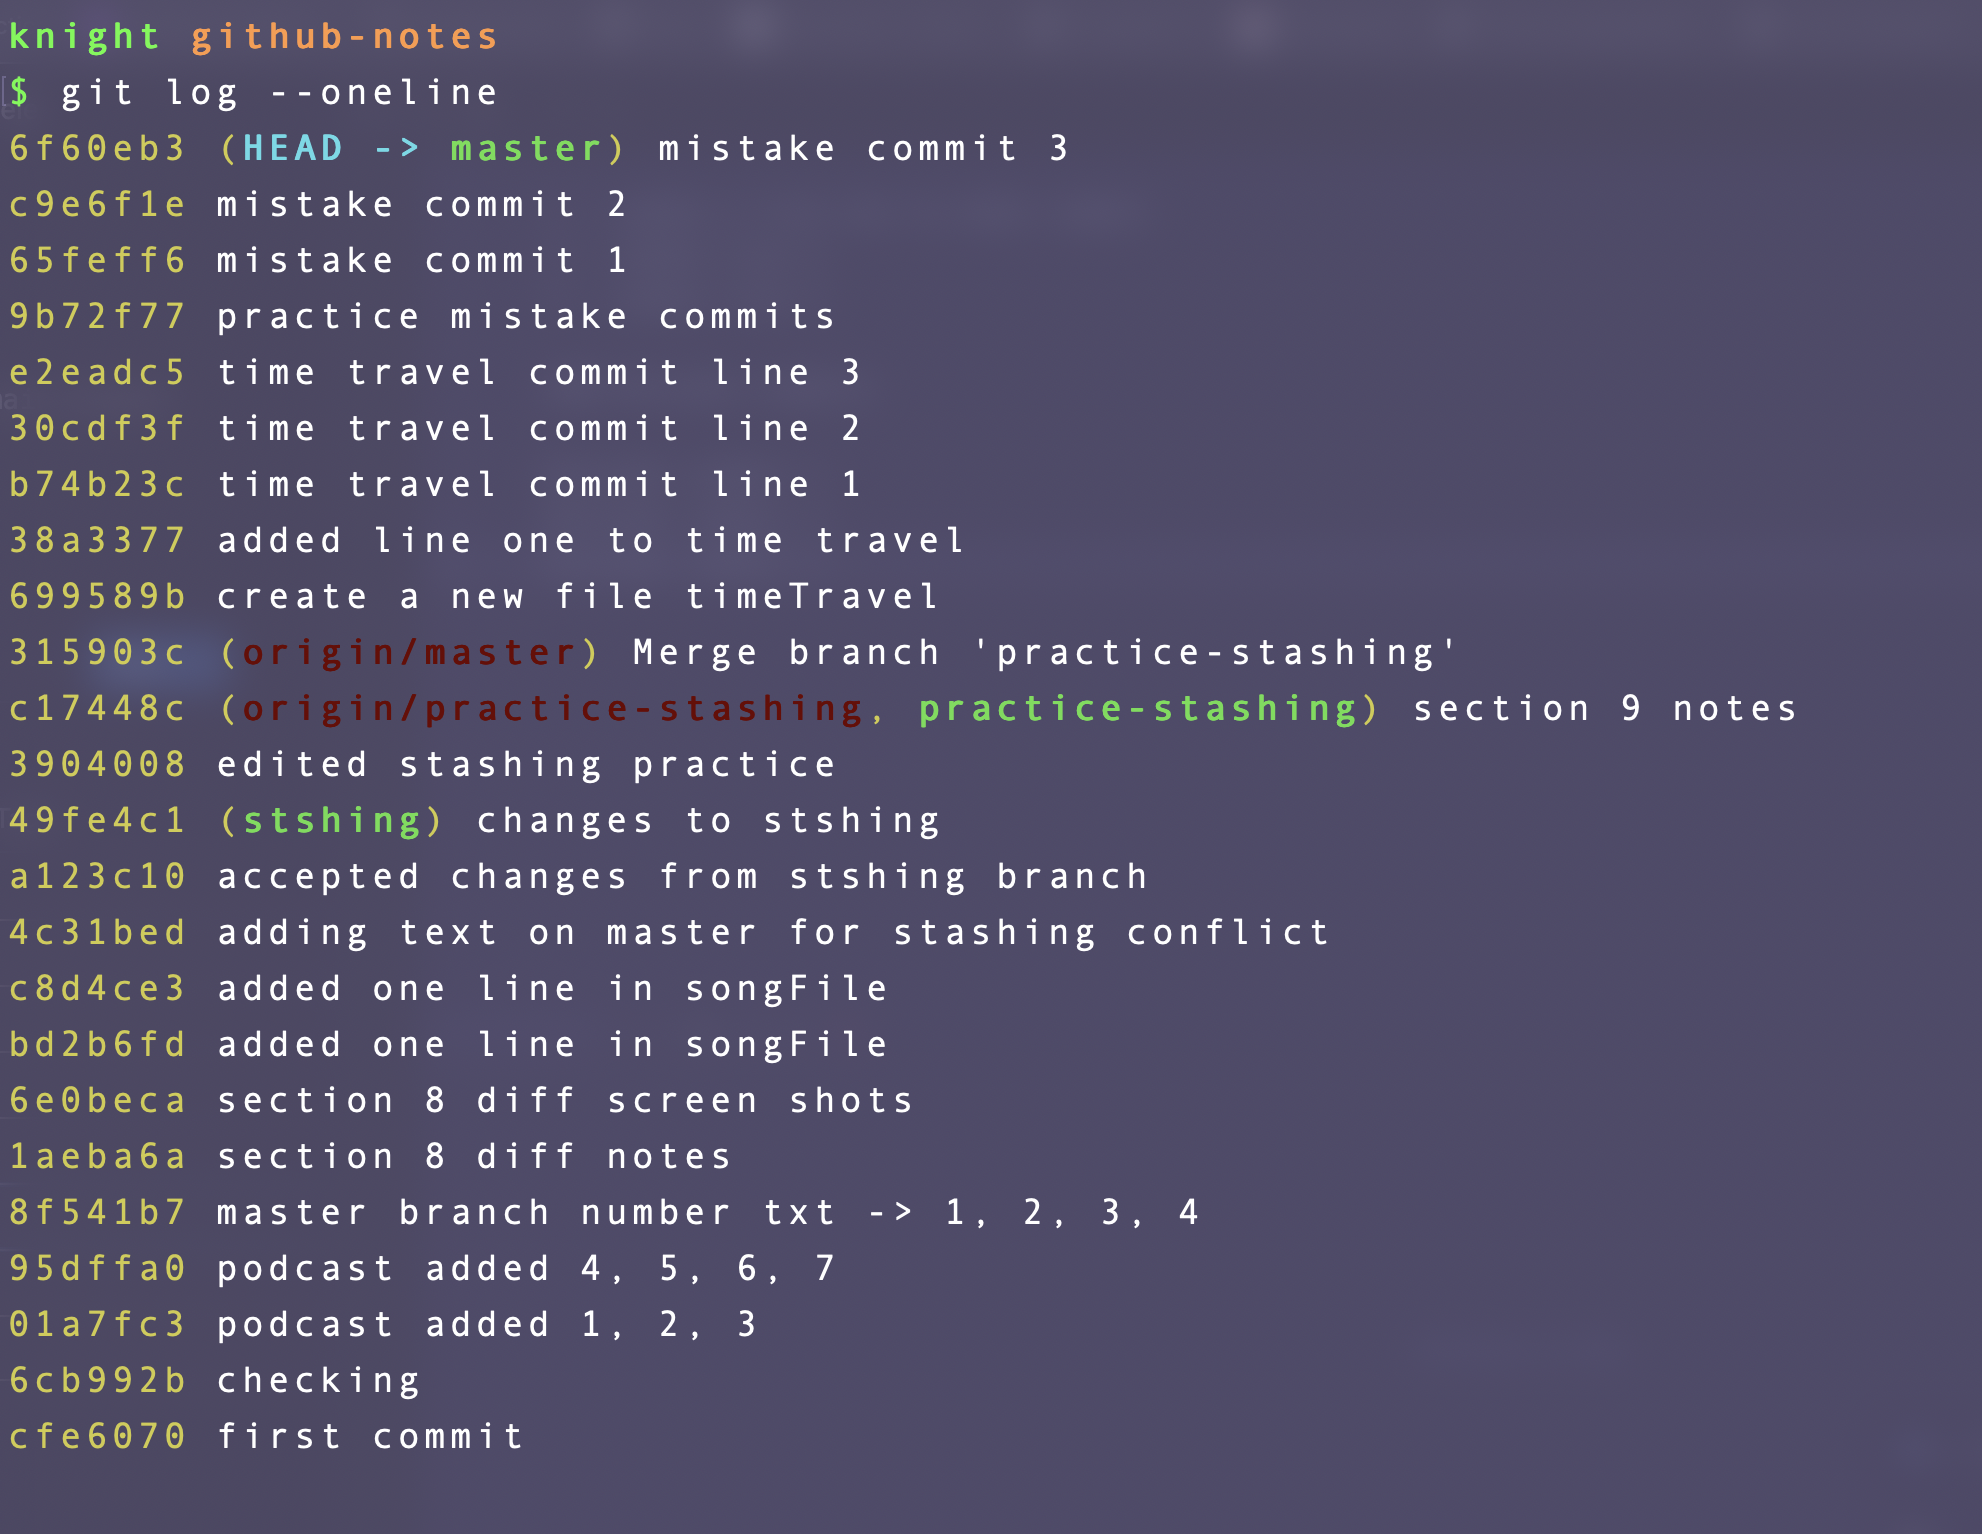 knight github-notes
$ git log --oneline
6f60eb3 (HEAD -> master) mistake commit 3
c9e6f1e mistake commit 2
65feff6 mistake commit 1
9b72f77 practice mistake commits
e2eadc5 time travel commit line 3
30cdf3f time travel commit line 2
b74b23c time travel commit line 1
38a3377 added line one to time travel
699589b create a new file timeTravel
315903c (origin/master) Merge branch 'practice-stashing'
c17448c (origin/practice-stashing, practice-stashing) section 9 notes
3904008 edited stashing practice
49fe4c1 (stshing) changes to stshing
a123c10 accepted changes from stshing branch
4c31bed adding text on master for stashing conflict
c8d4ce3 added one line in songFile
bd2b6fd added one line in songFile
6e0beca section 8 diff screen shots
1aeba6a section 8 diff notes
8f541b7 master branch number txt -> 1, 2, 3, 4
95dffa0 podcast added 4, 5, 6, 7
01a7fc3 podcast added 1, 2, 3
6cb992b checking
cfe6070 first commit